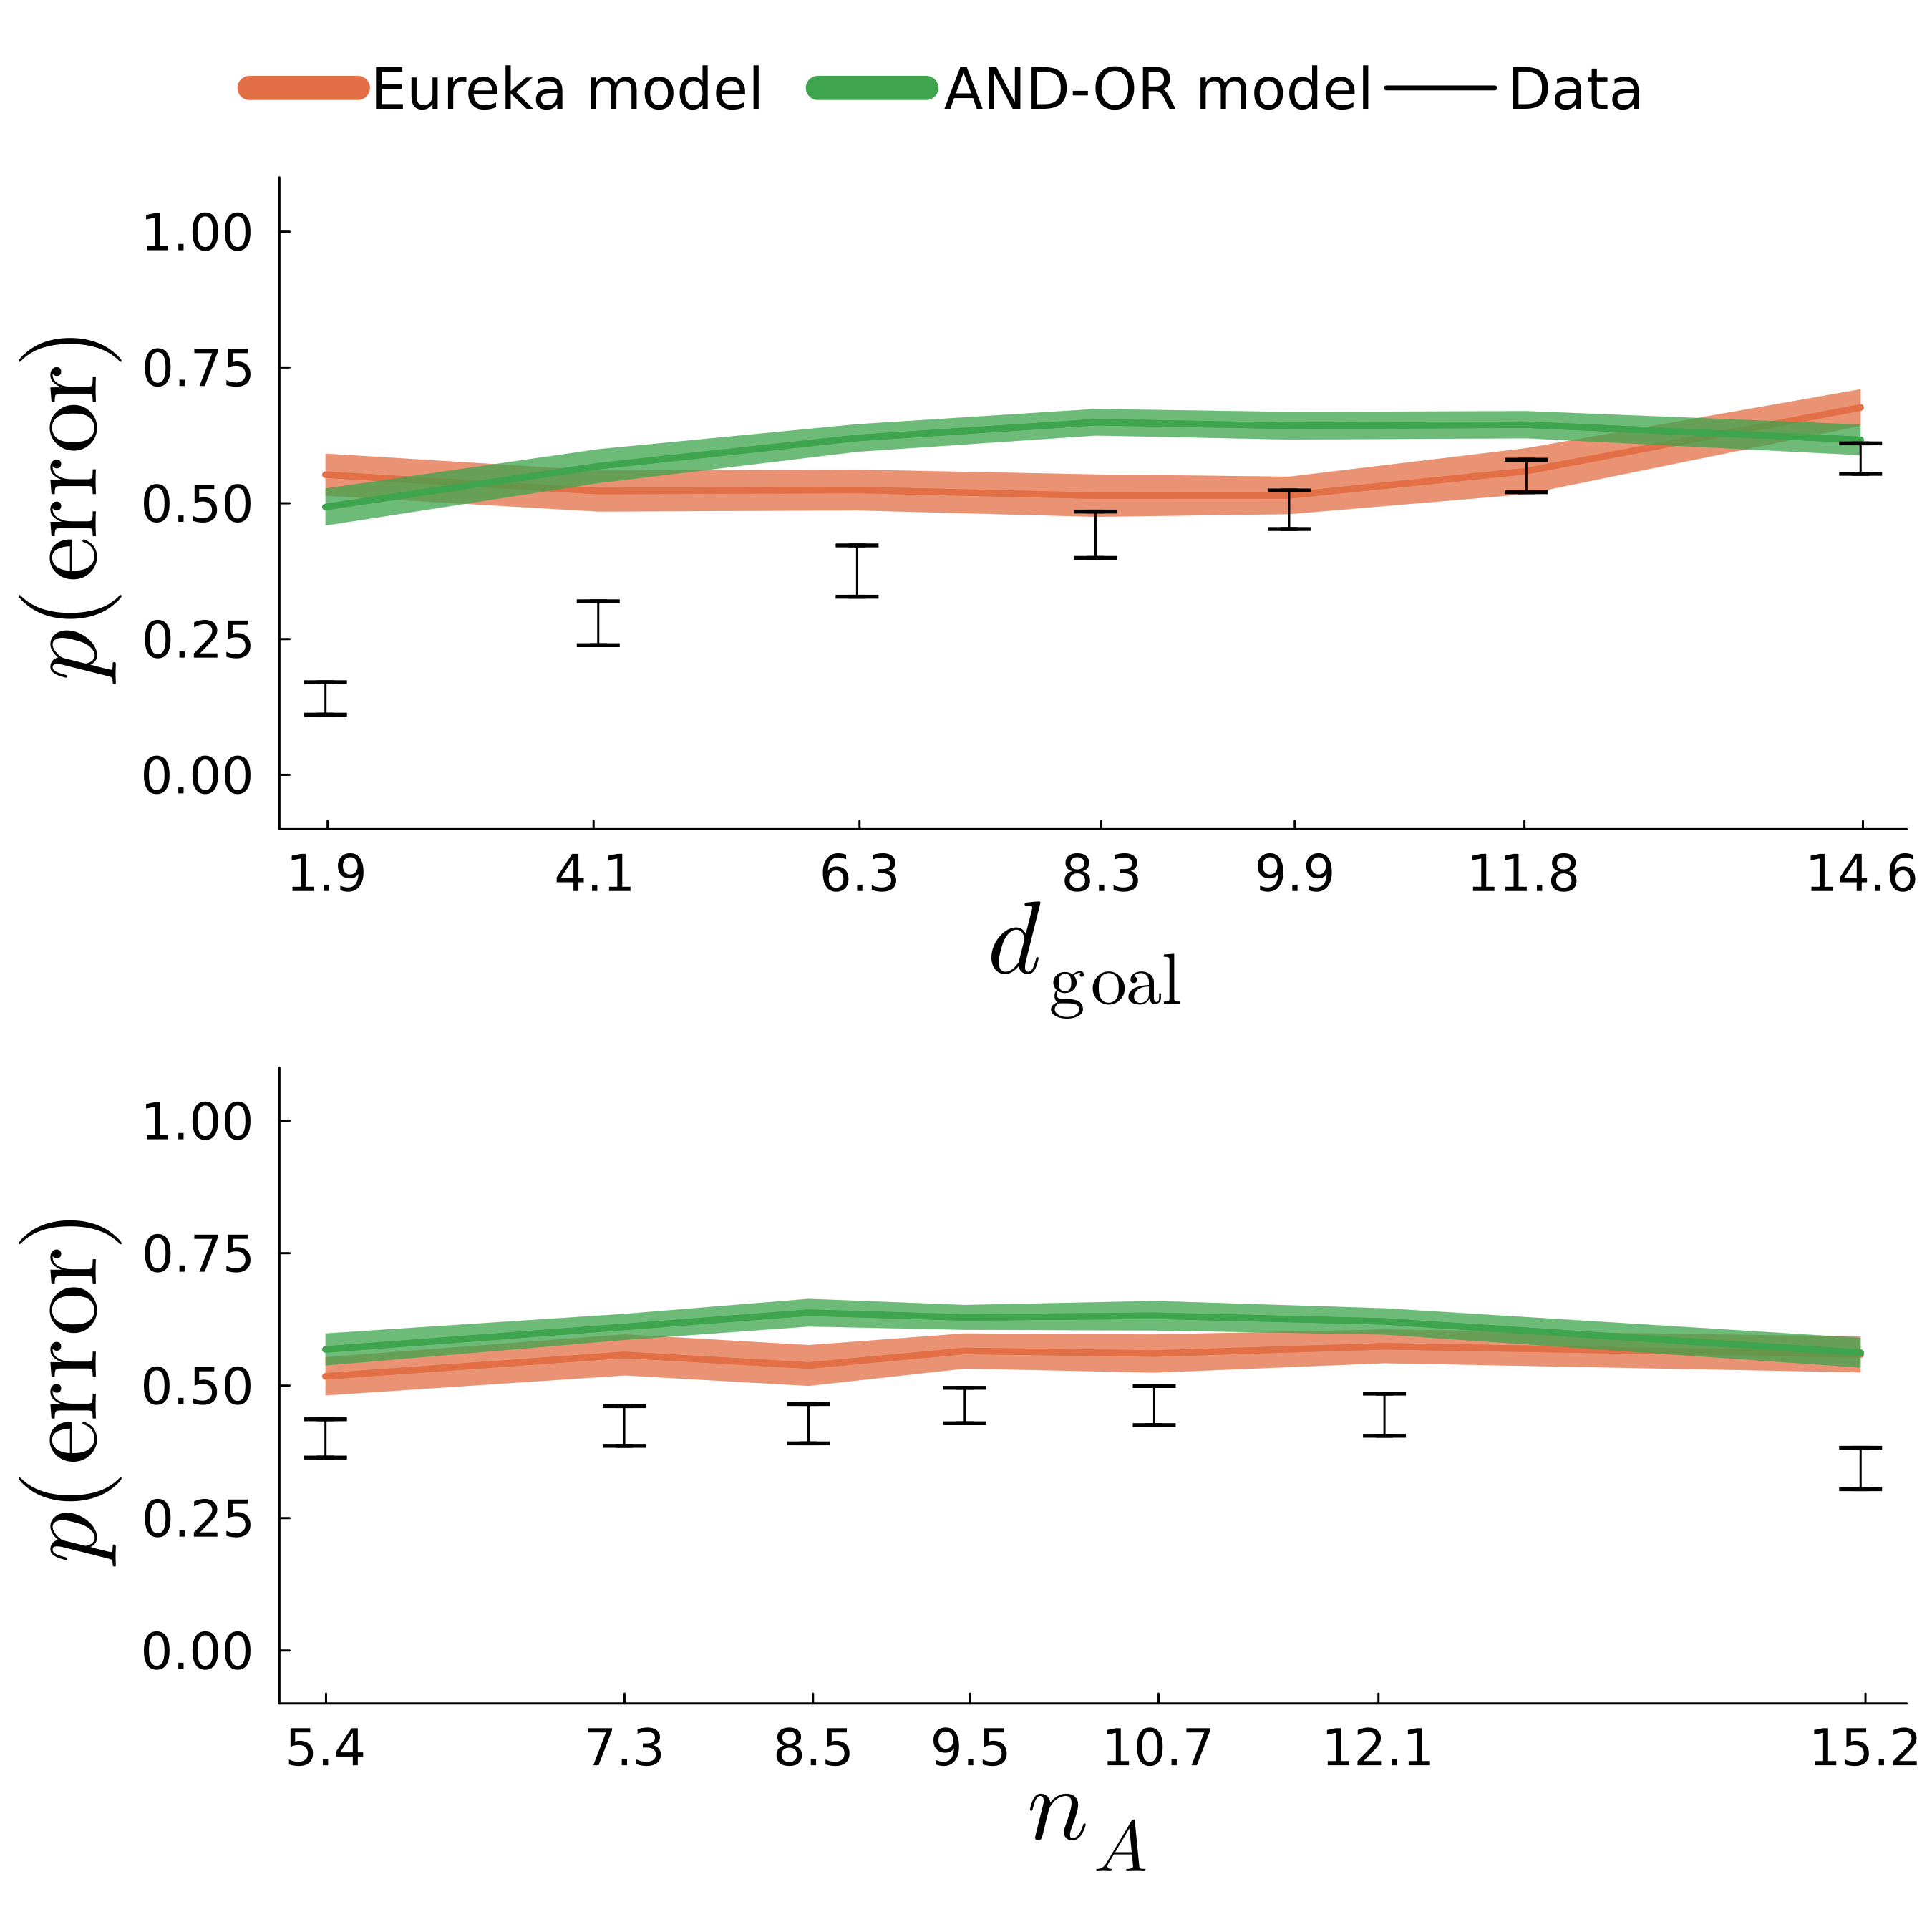 Eureka model AND-OR model Data
p(error)
1.00
0.75
0.50
0.25
0.00
1.9 4.1 6.3 8.3 9.9 11.8 14.6
d_goal
p(error)
1.00
0.75
0.50
0.25
0.00
5.4 7.3 8.5 9.5 10.7 12.1 15.2
n_A